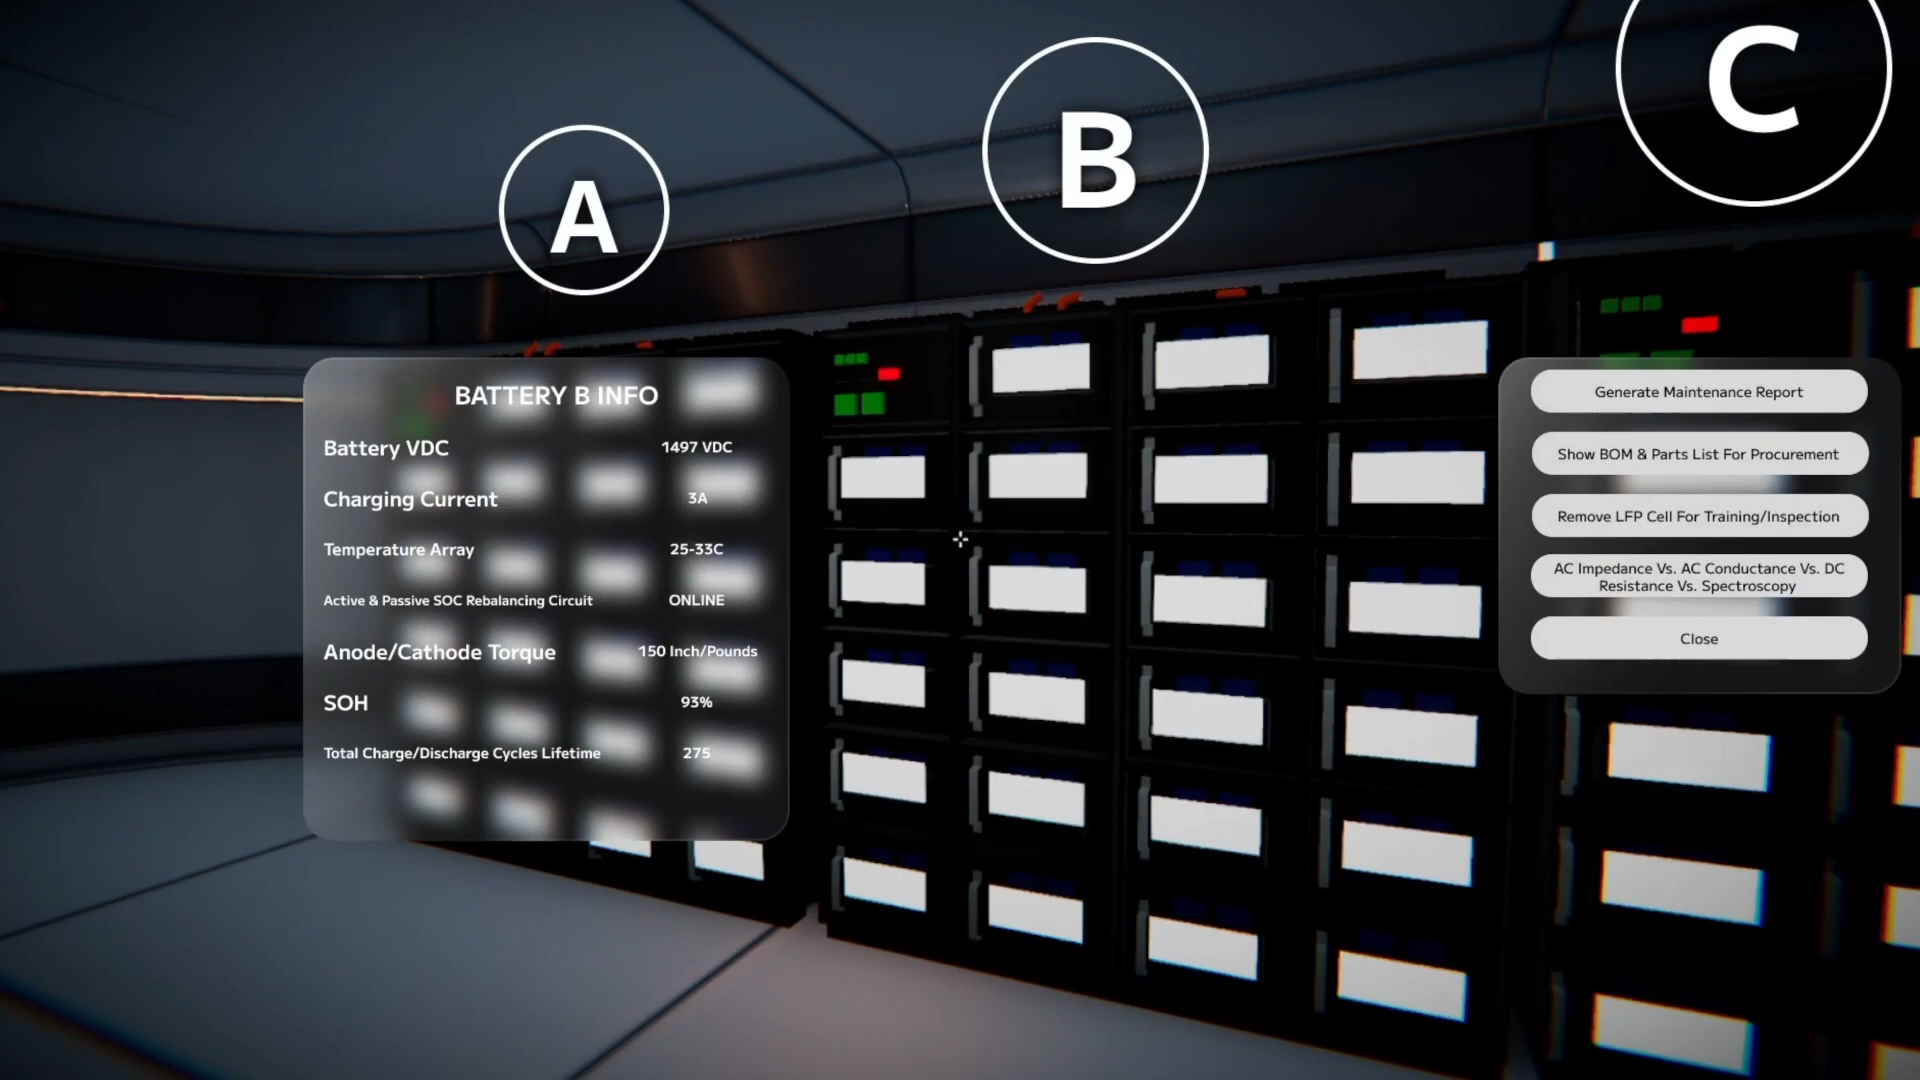 A
B
C
BATTERY B INFO
Battery VDC 1497 VDC
Charging Current 3A
Temperature Array 25-33C
Active & Passive SOC Rebalancing Circuit ONLINE
Anode/Cathode Torque 150 Inch/Pounds
SOH 93%
Total Charge/Discharge Cycles Lifetime 275
Generate Maintenance Report
Show BOM & Parts List For Procurement
Remove LFP Cell For Training/Inspection
AC Impedance Vs. AC Conductance Vs. DC
Resistance Vs. Spectroscopy
Close